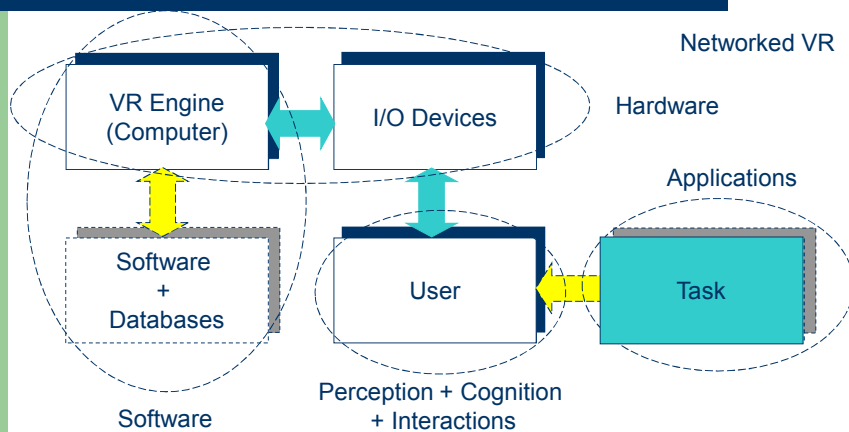 Networked VR
VR Engine
(Computer)
I/O Devices
Hardware
Applications
Software
+
Databases
User
Task
Perception + Cognition
+ Interactions
Software